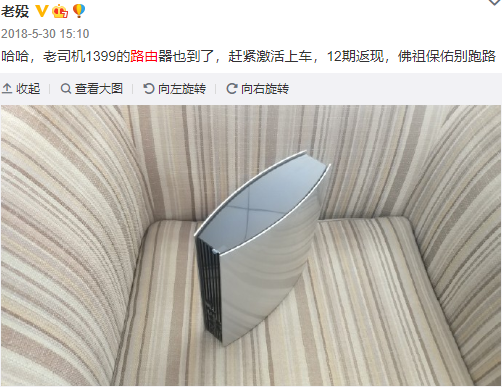 老殁
2018-5-30 15:10
哈哈，老司机1399的路由器也到了，赶紧激活上车，12期返现，佛祖保佑别跑路
收起 查看大图 向左旋转 向右旋转